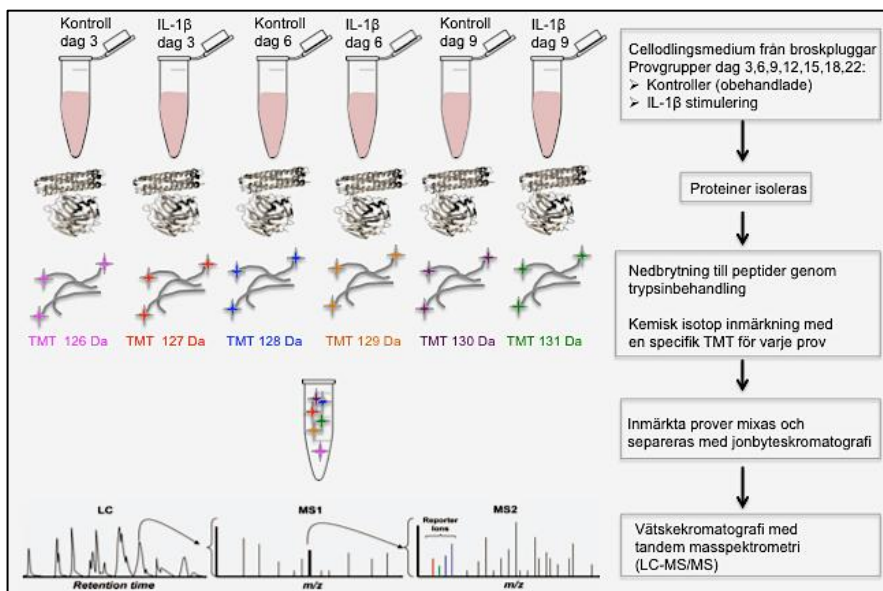 Kontroll
dag 3
IL-1β
dag 3
Kontroll
dag 6
IL-1β
dag 6
Kontroll
dag 9
IL-1β
dag 9
Cellodlingsmedium från broskpluggar
Provgrupper dag 3,6,9,12,15,18,22:
➢ Kontroller (obehandlade)
➢ IL-1β stimulering
Proteiner isoleras
Nedbrytning till peptider genom
trypsinbehandling
Kemisk isotop inmärkning med
en specifik TMT för varje prov
TMT 126 Da
TMT 127 Da
TMT 128 Da
TMT 129 Da
TMT 130 Da
TMT 131 Da
Inmärkta prover mixas och
separeras med jonbyteskromatografi
LC
Retention time
MS1
m/z
MS2
Reporter
Ions
m/z
Vätskekromatografi med
tandem masspektrometri
(LC-MS/MS)